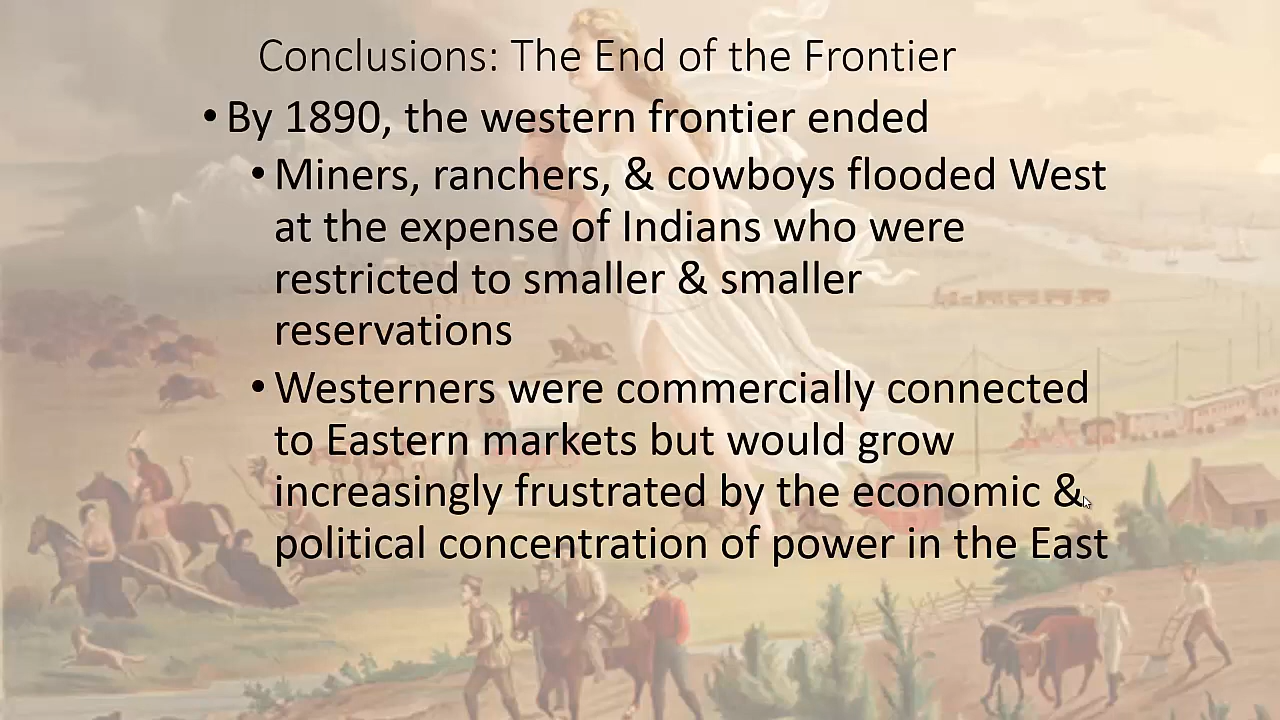 Conclusions: The End of the Frontier
• By 1890, the western frontier ended
• Miners, ranchers, & cowboys flooded West
at the expense of Indians who were
restricted to smaller & smaller
reservations
• Westerners were commercially connected
to Eastern markets but would grow
increasingly frustrated by the economic &
political concentration of power in the East